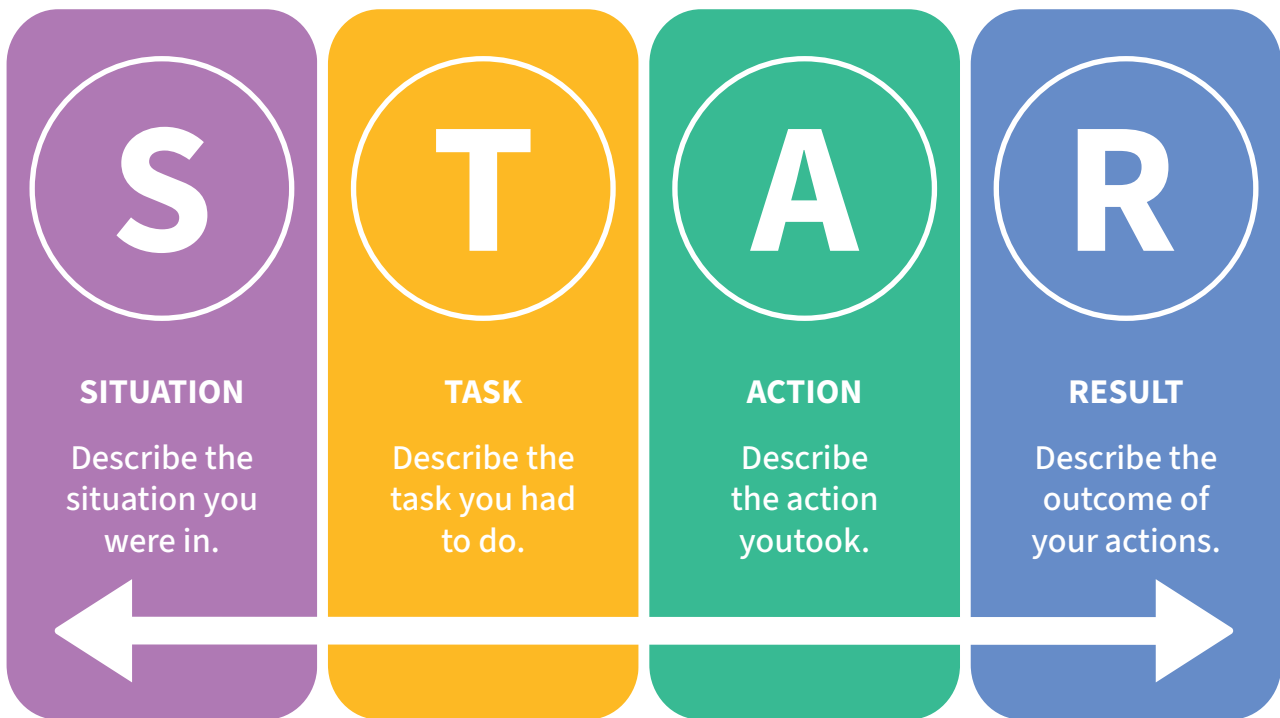 S
SITUATION
Describe the
situation you
were in.
T
TASK
Describe the
task you had
to do.
A
ACTION
Describe
the action
youtook.
R
RESULT
Describe the
outcome of
your actions.